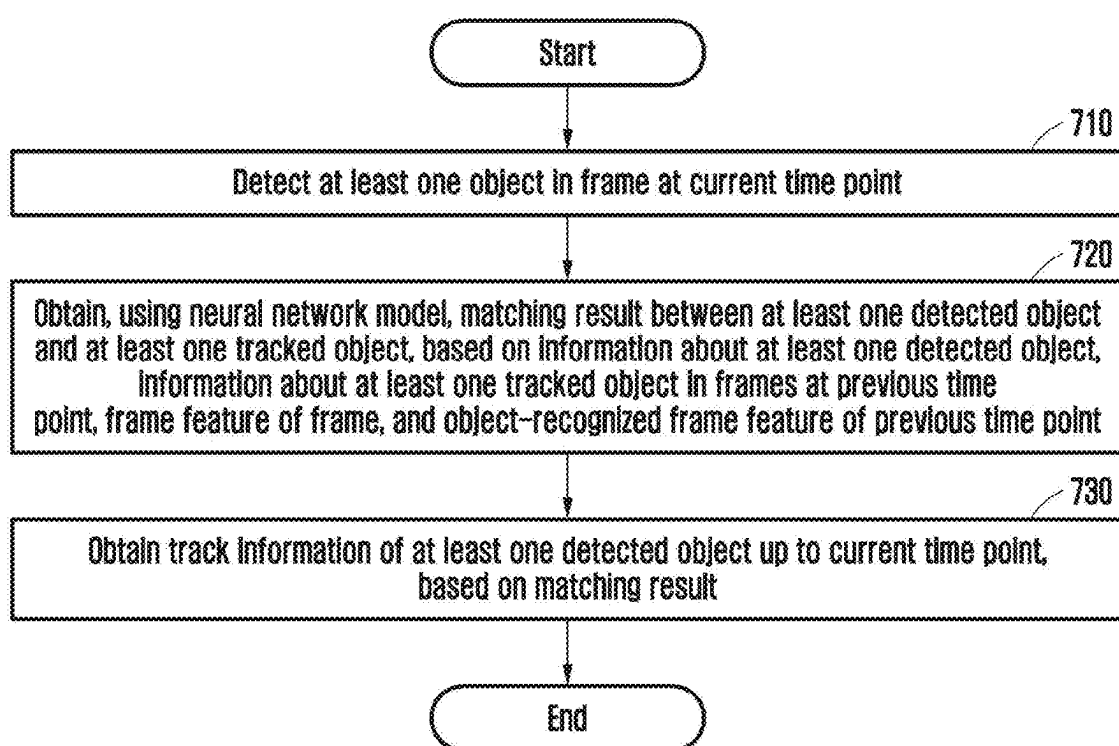 Start
710
Detect at least one object in frame at current time point
720
Obtain, using neural network model, matching result between at least one detected object
and at least one tracked object, based on information about at least one detected object,
information about at least one tracked object in frames at previous time
point, frame feature of frame, and object-recognized frame feature of previous time point
730
Obtain track information of at least one detected object up to current time point,
based on matching result
End